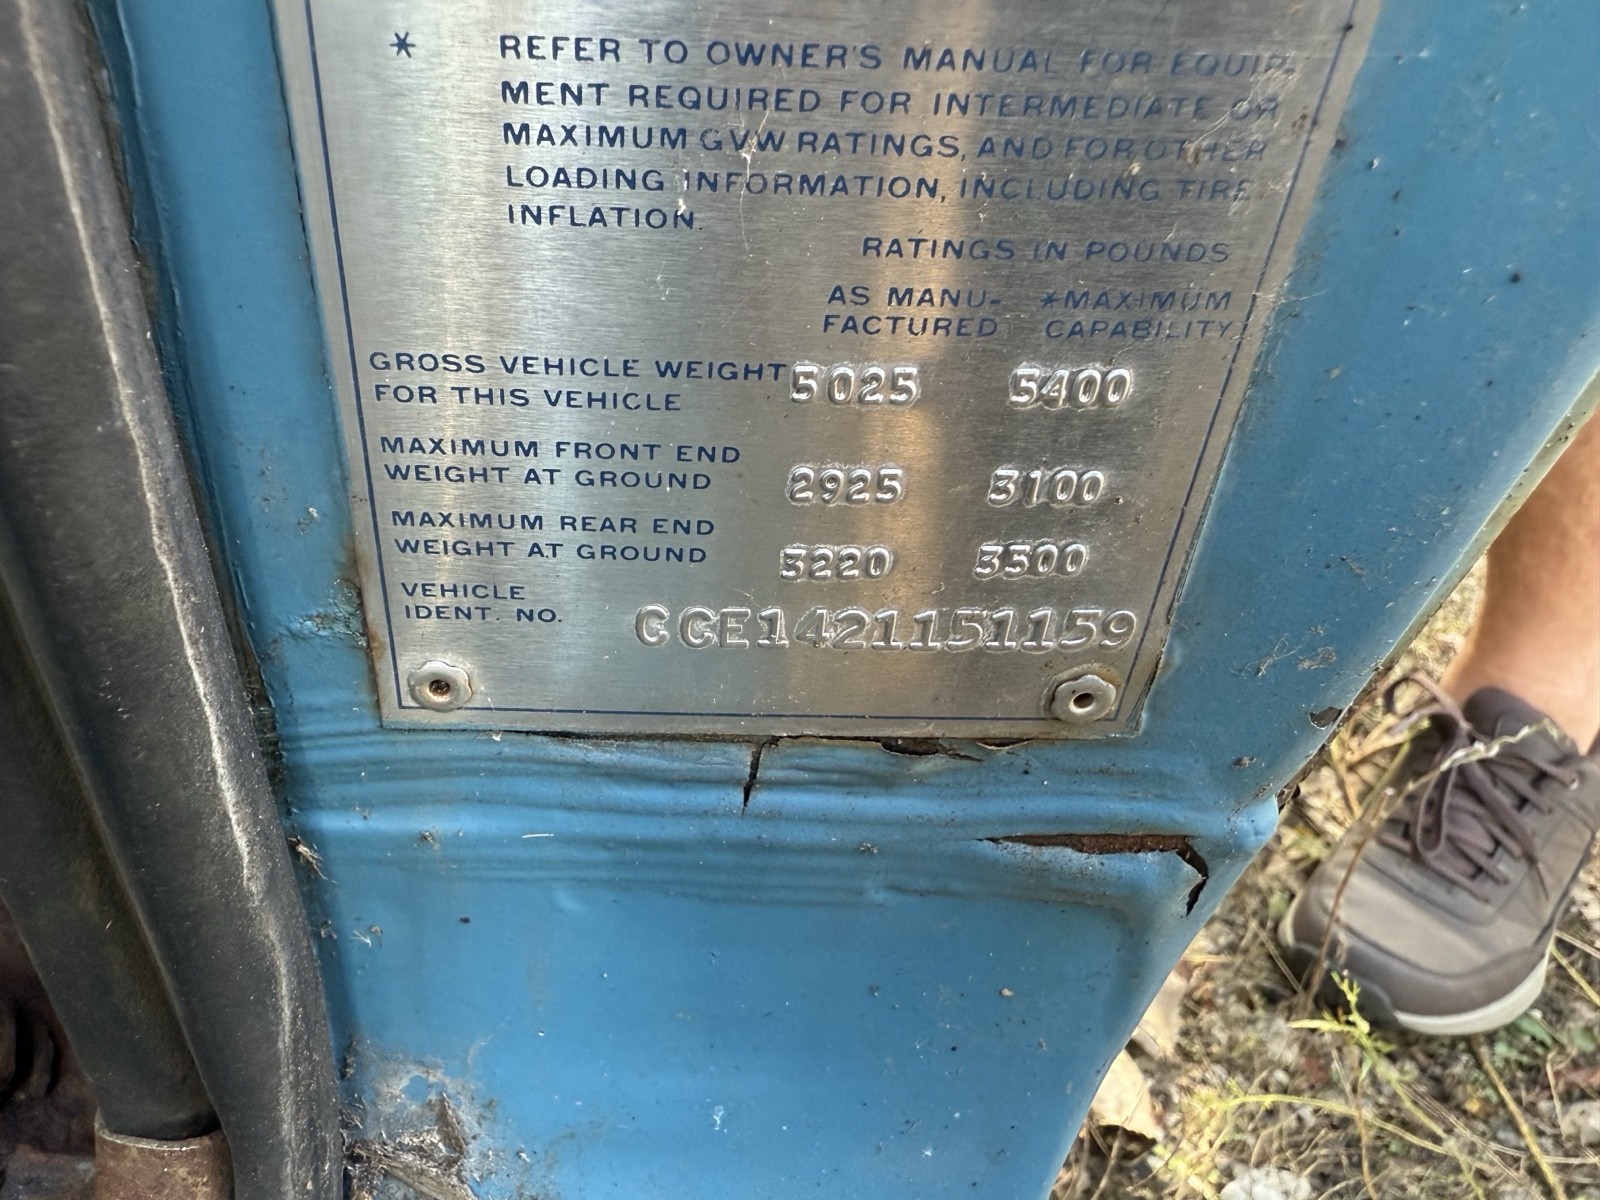 * REFER TO OWNER'S MANUAL FOR EQUIP-
MENT REQUIRED FOR INTERMEDIATE OR
MAXIMUM GVW RATINGS, AND FOR OTHER
LOADING INFORMATION, INCLUDING TIRE
INFLATION.
RATINGS IN POUNDS
AS MANU- *MAXIMUM
FACTURED CAPABILITY
GROSS VEHICLE WEIGHT 5025 5400
FOR THIS VEHICLE
MAXIMUM FRONT END
WEIGHT AT GROUND 2925 3100
MAXIMUM REAR END
WEIGHT AT GROUND 3220 3500
VEHICLE
IDENT. NO. CCE1421151159